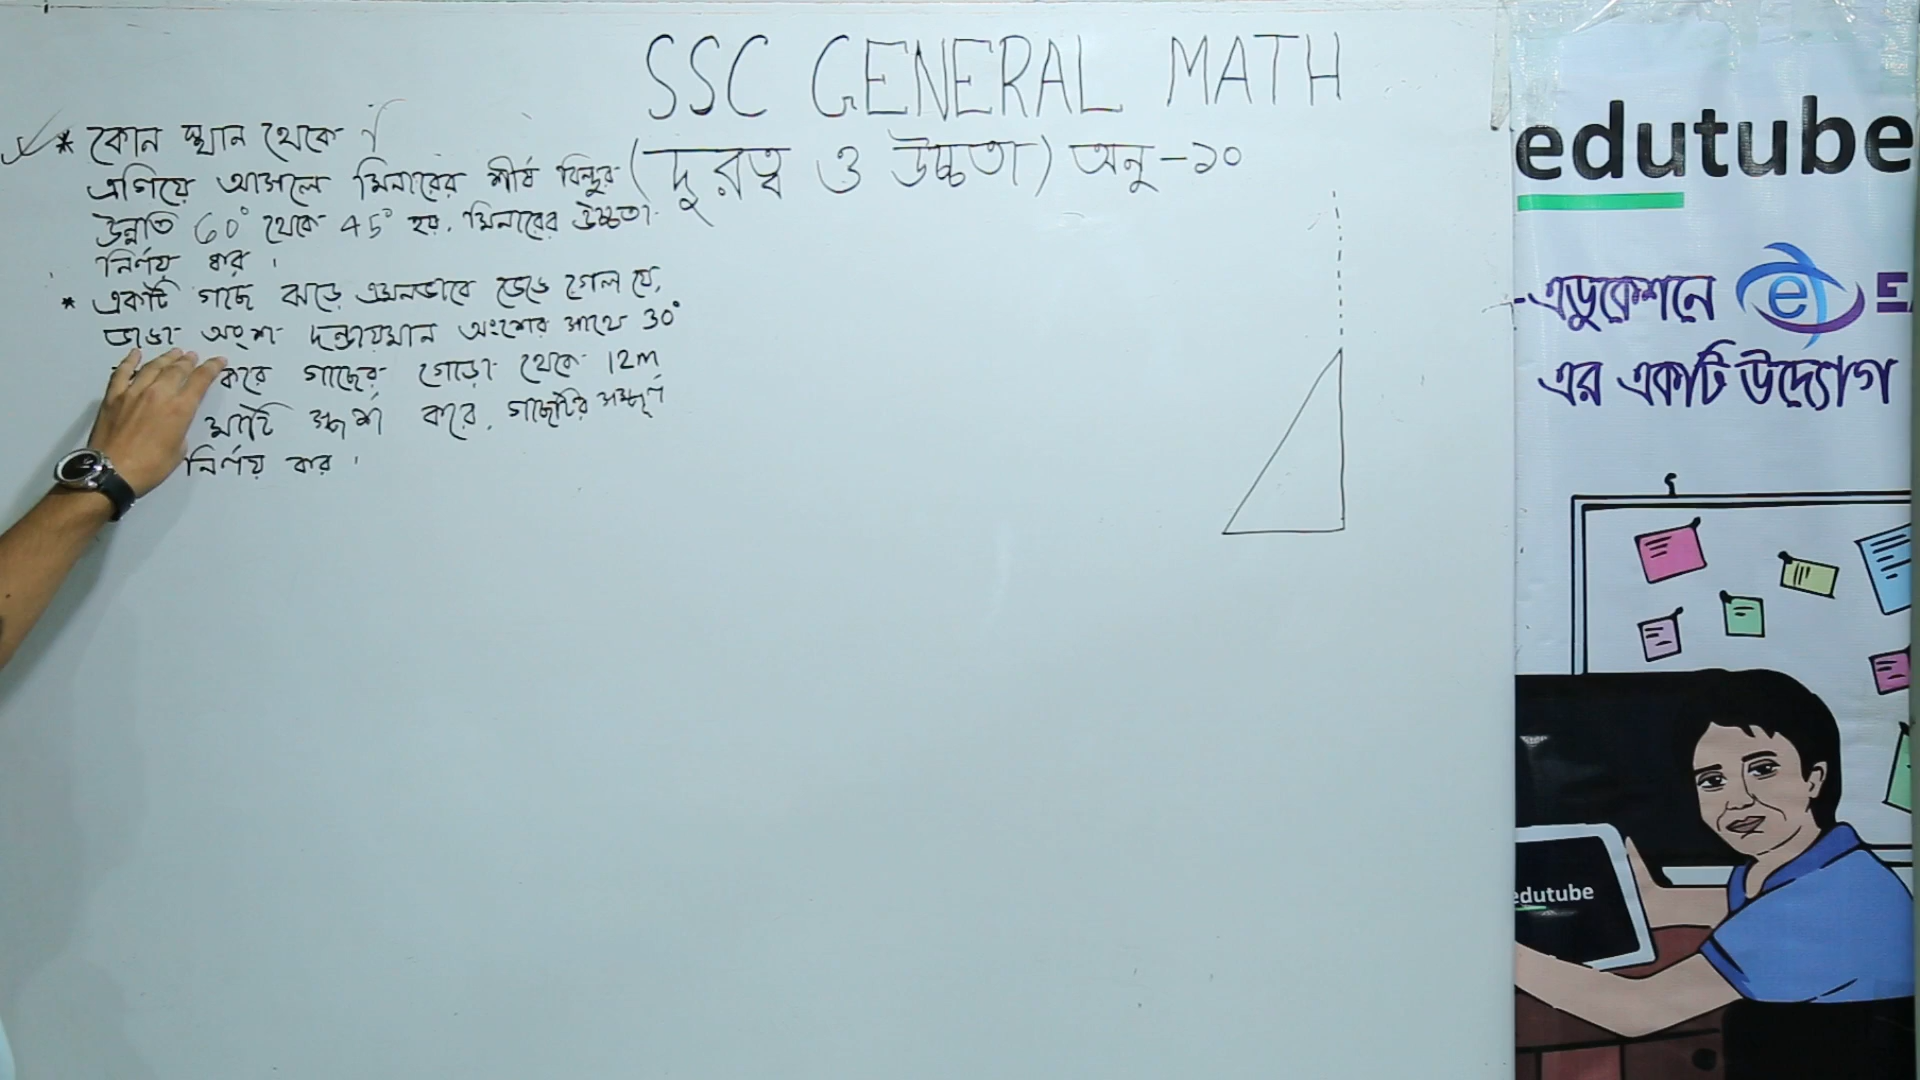 SSC GENERAL MATH
(দূরত্ব ও উচ্চতা) অনু-১০
* কোন স্থান থেকে
এগিয়ে আসলে মিনারের শীর্ষ বিন্দুর
উন্নতি 60° থেকে 45° হয়. মিনারের উচ্চতা
নির্ণয় কর ।
* একটি গাছ ঝড়ে এমনভাবে ভেঙে গেল যে,
ভাঙা অংশ দন্ডায়মান অংশের সাথে 30°
করে গাছের গোড়া থেকে 12m
মাটি স্পর্শ করে. গাছটির সম্পূর্ণ
নির্ণয় কর ।
edutube
-এডুকেশনে e
এর একটি উদ্যোগ
edutube